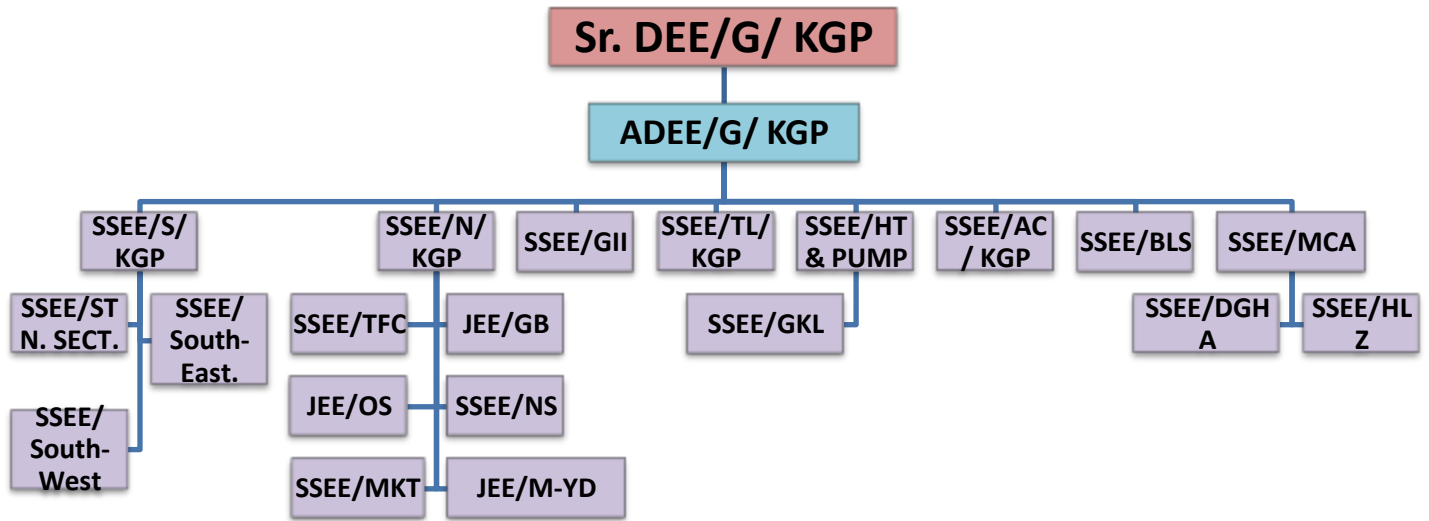 Sr. DEE/G/ KGP
ADEE/G/ KGP
SSEE/S/
KGP
SSEE/N/
KGP
SSEE/GII
SSEE/TL/
KGP
SSEE/HT
& PUMP
SSEE/AC
/ KGP
SSEE/BLS
SSEE/MCA
SSEE/ST
N. SECT.
SSEE/
South-
East.
SSEE/
South-
West
SSEE/TFC
JEE/GB
JEE/OS
SSEE/NS
SSEE/MKT
JEE/M-YD
SSEE/GKL
SSEE/DGH
A
SSEE/HL
Z